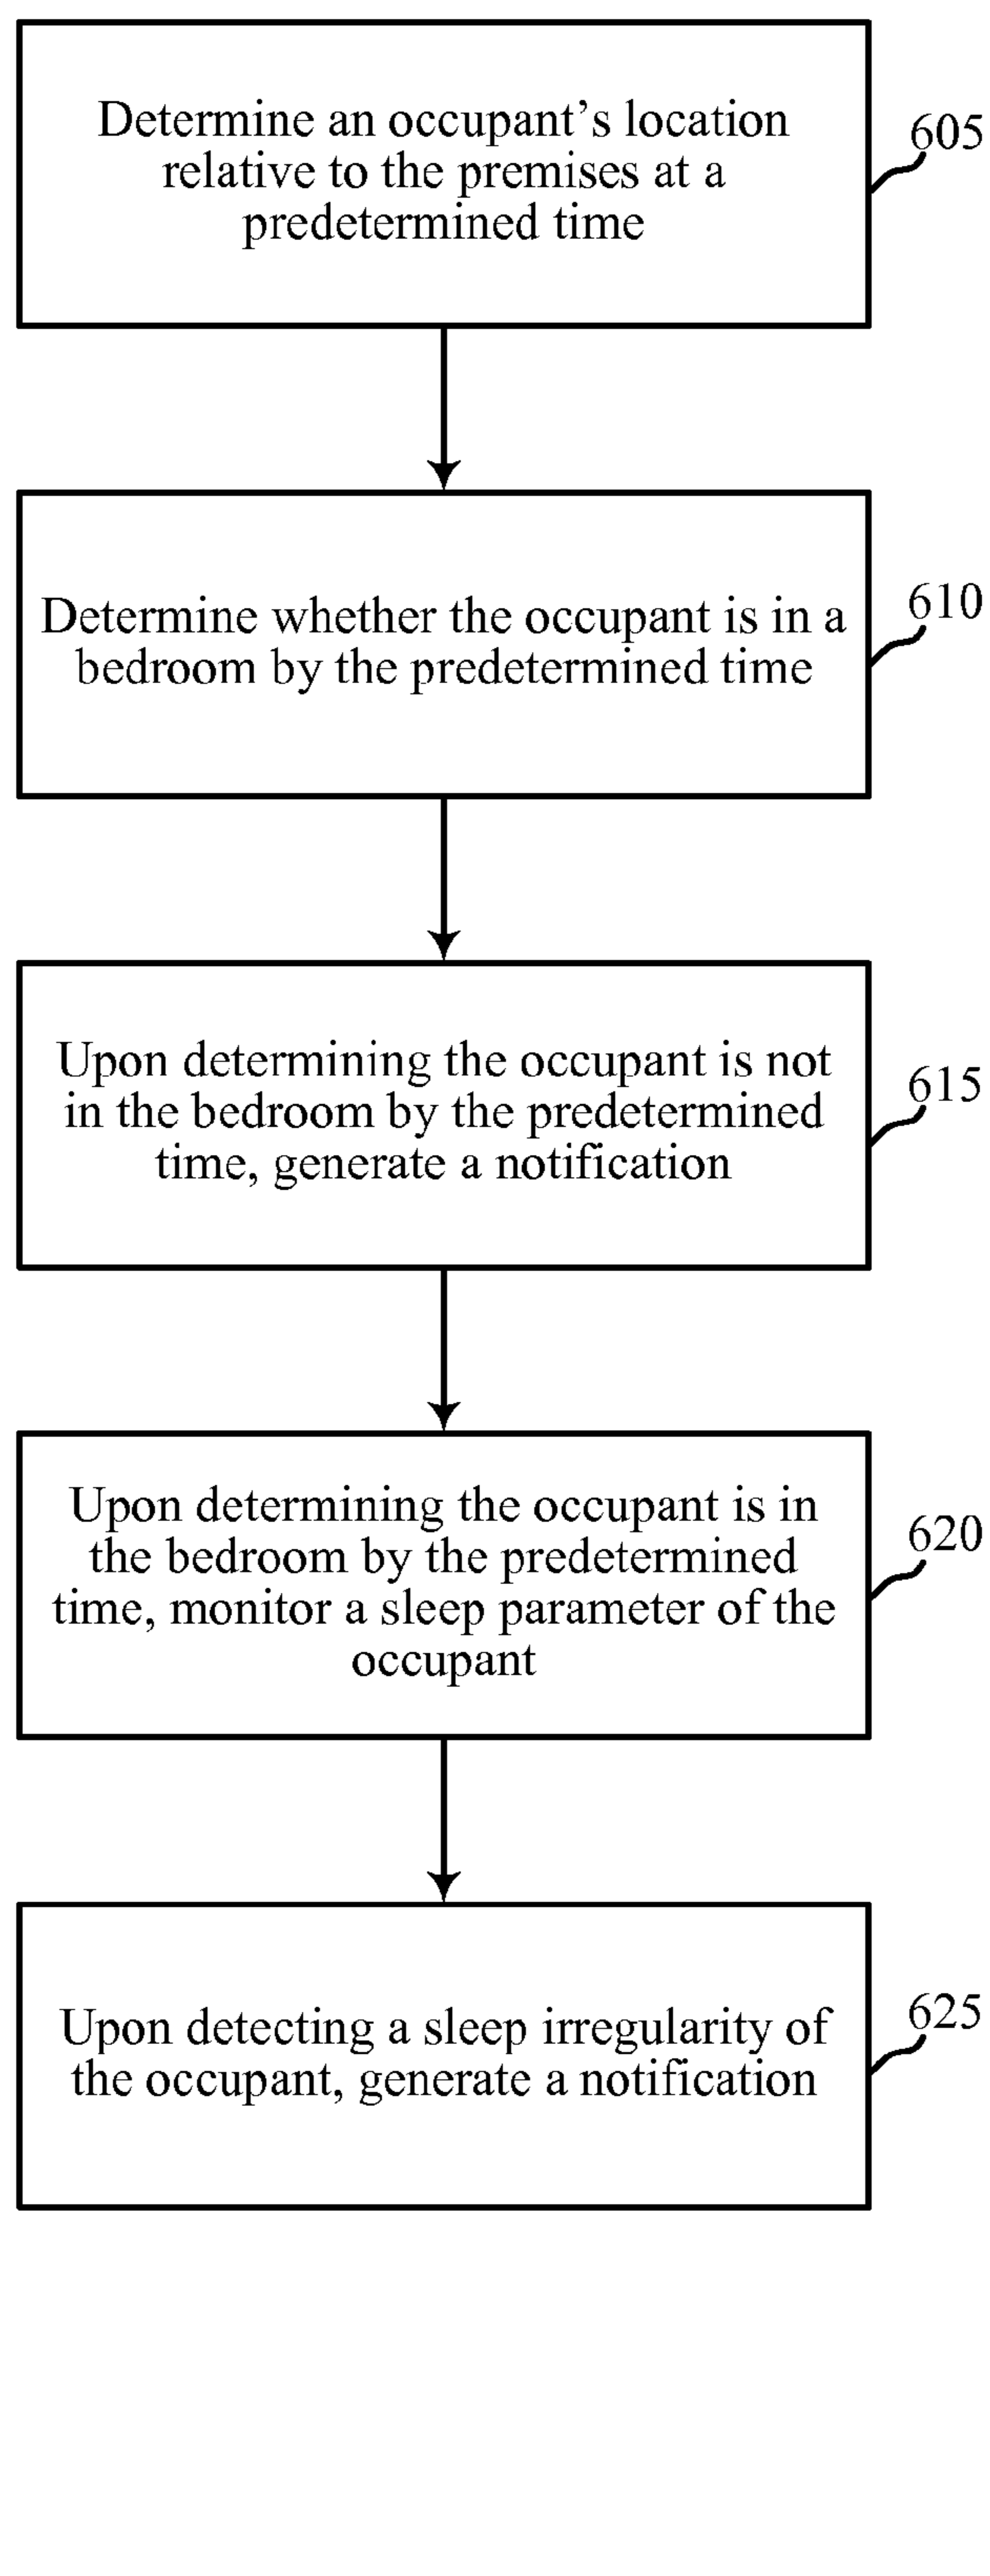 Determine an occupant’s location
relative to the premises at a
predetermined time
605
Determine whether the occupant is in a
bedroom by the predetermined time
610
Upon determining the occupant is not
in the bedroom by the predetermined
time, generate a notification
615
Upon determining the occupant is in
the bedroom by the predetermined
time, monitor a sleep parameter of the
occupant
620
Upon detecting a sleep irregularity of
the occupant, generate a notification
625